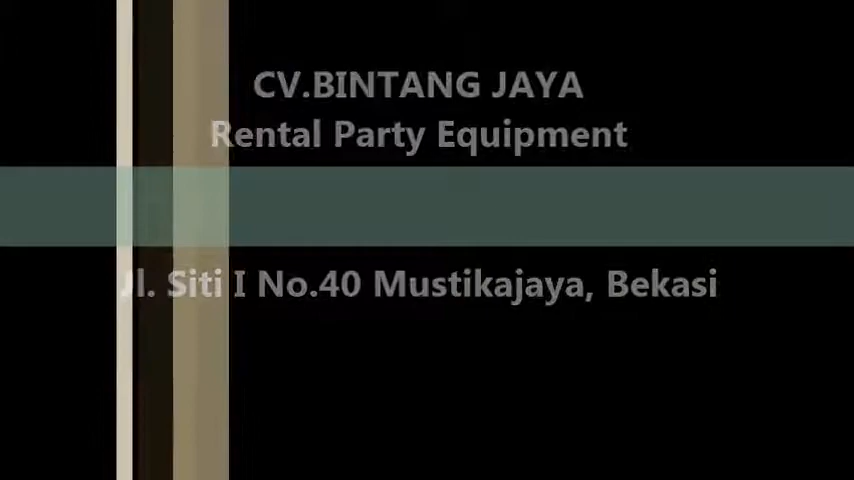 CV.BINTANG JAYA
Rental Party Equipment
Jl. Siti I No.40 Mustikajaya, Bekasi